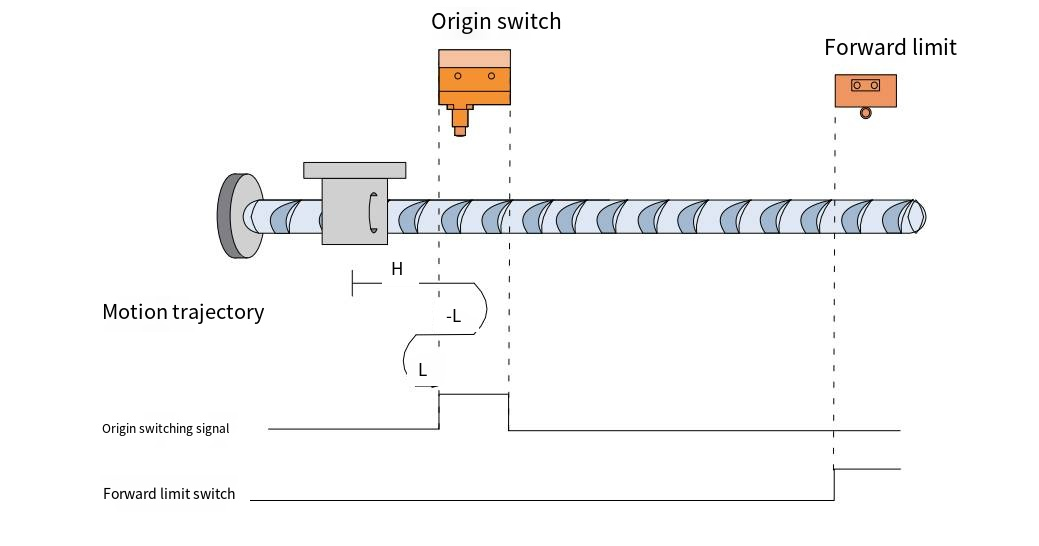 Origin switch
Forward limit
H
Motion trajectory
-L
L
Origin switching signal
Forward limit switch